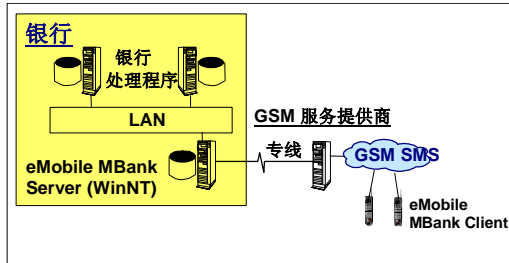 银行
银行
处理程序
LAN
GSM 服务提供商
专线
GSM SMS
eMobile MBank
Server (WinNT)
eMobile
MBank Client